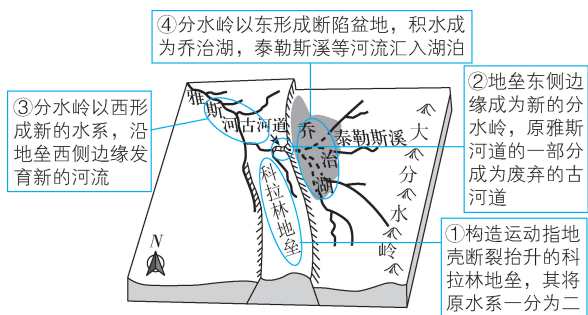 ④分水岭以东形成断陷盆地，积水成
为乔治湖，泰勒斯溪等河流汇入湖泊
③分水岭以西形
成新的水系，沿
地垒西侧边缘发
育新的河流
②地垒东侧边
缘成为新的分
水岭，原雅斯
河道的一部分
成为废弃的古
河道
①构造运动指地
壳断裂抬升的科
拉林地垒，其将
原水系一分为二
雅斯河古河道
乔治湖
泰勒斯溪
大分水岭
科拉林地垒
N